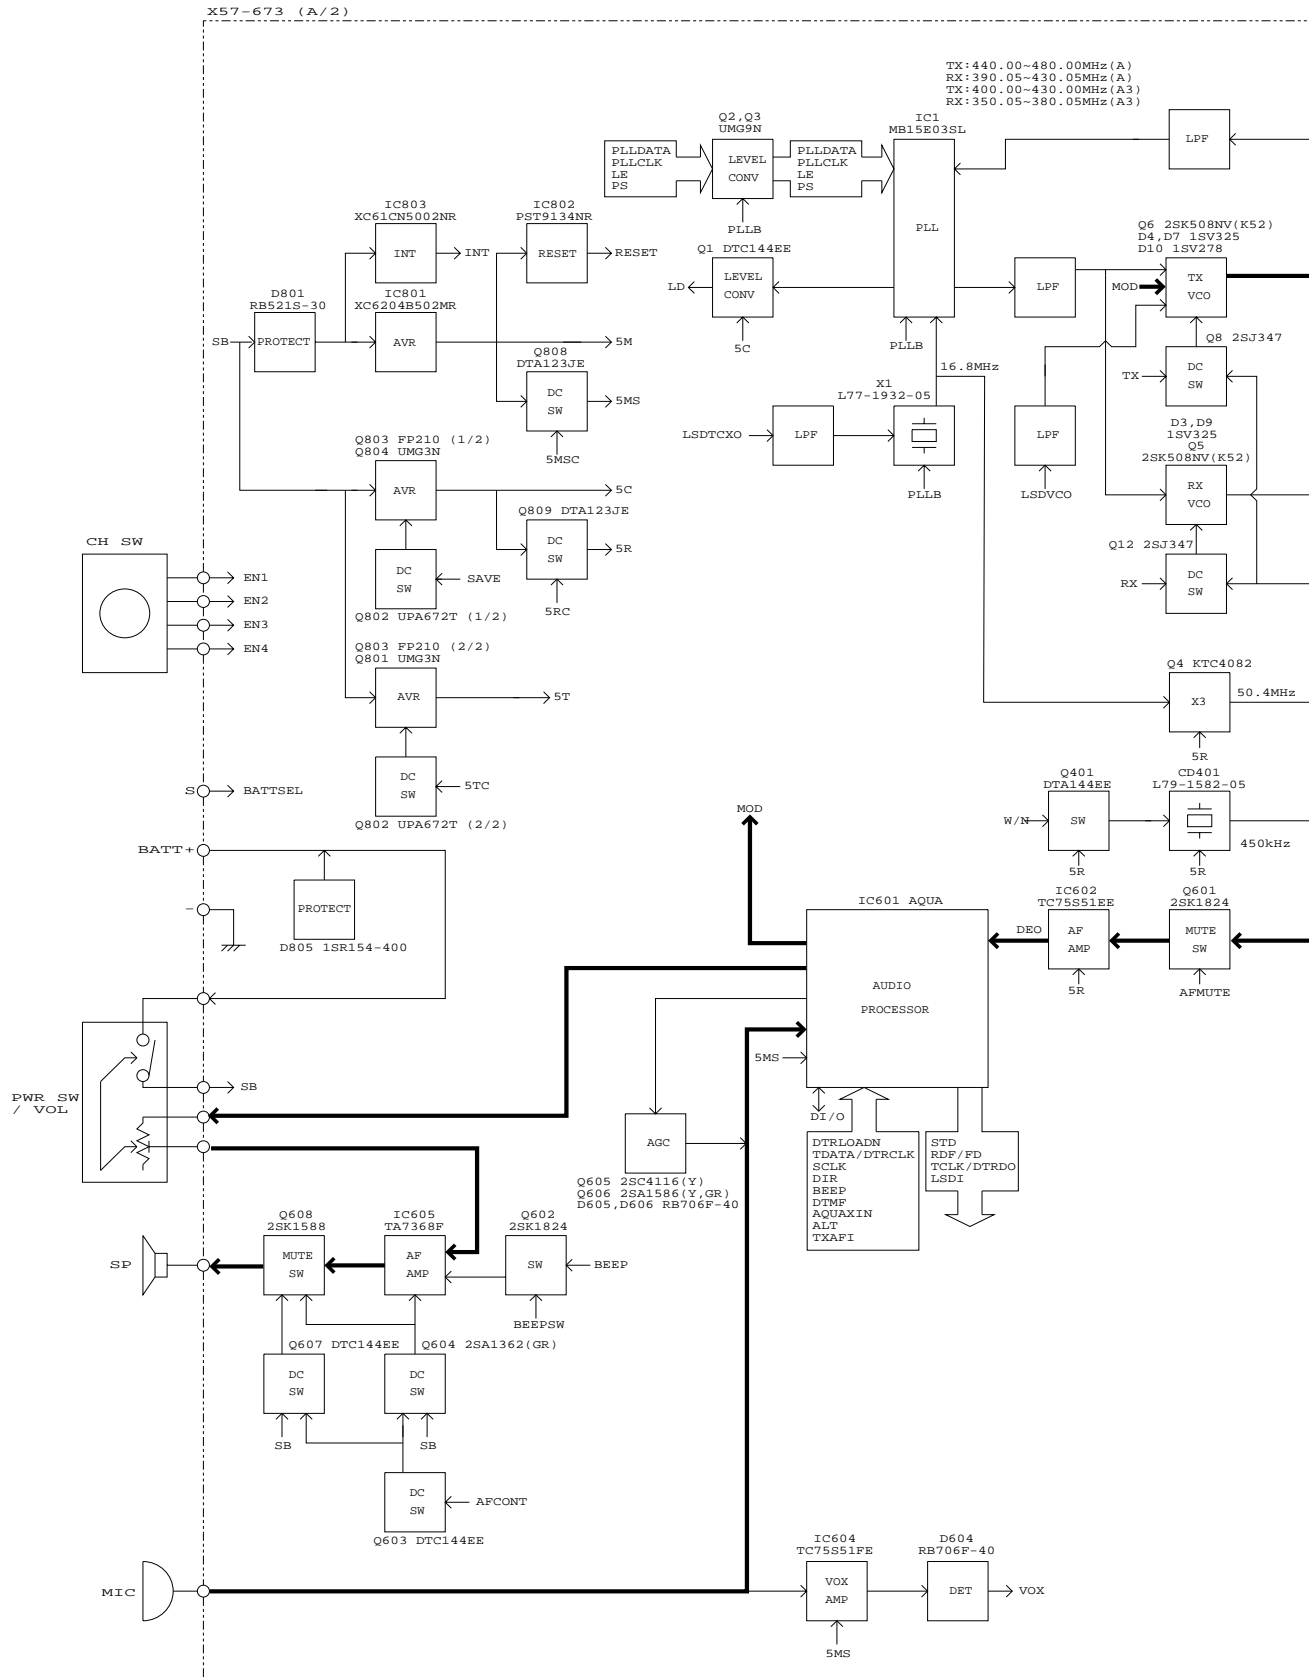 X57-673 (A/2)
TX:440.00~480.00MHz(A)
RX:390.05~430.05MHz(A)
TX:400.00~430.00MHz(A3)
RX:350.05~380.05MHz(A3)
Q2,Q3
UMG9N
IC1
MB15E03SL
LPF
PLLDATA
PLLCLK
LE
PS
LEVEL
CONV
PLLDATA
PLLCLK
LE
PS
PLLB
PLL
IC803
XC61CN5002NR
INT
INT
IC802
PST9134NR
RESET
RESET
Q1 DTC144EE
LD
LEVEL
CONV
5C
LPF
Q6 2SK508NV(K52)
D4,D7 1SV325
D10 1SV278
MOD
TX
VCO
D801
RB521S-30
SB
PROTECT
IC801
XC6204B502MR
AVR
5M
Q808
DTA123JE
DC
SW
5MS
5MSC
PLLB
16.8MHz
Q8 2SJ347
TX
DC
SW
X1
L77-1932-05
LSDTCXO
LPF
PLLB
LPF
LSDVCO
D3,D9
1SV325
Q5
2SK508NV(K52)
RX
VCO
Q803 FP210 (1/2)
Q804 UMG3N
AVR
5C
Q809 DTA123JE
DC
SW
5R
5RC
DC
SW
SAVE
Q802 UPA672T (1/2)
Q12 2SJ347
RX
DC
SW
CH SW
EN1
EN2
EN3
EN4
Q803 FP210 (2/2)
Q801 UMG3N
AVR
5T
Q4 KTC4082
X3
50.4MHz
5R
DC
SW
5TC
Q802 UPA672T (2/2)
S
BATTSEL
Q401
DTA144EE
W/N
SW
5R
CD401
L79-1582-05
450kHz
5R
MOD
BATT+
PROTECT
D805 1SR154-400
-
IC601 AQUA
AUDIO
PROCESSOR
DEO
IC602
TC75S51EE
AF
AMP
5R
Q601
2SK1824
MUTE
SW
AFMUTE
5MS
PWR SW
/ VOL
SB
DI/O
AGC
Q605 2SC4116(Y)
Q606 2SA1586(Y,GR)
D605,D606 RB706F-40
DTRLOADN
TDATA/DTRCLK
SCLK
DIR
BEEP
DTMF
AQUAXIN
ALT
TXAFI
STD
RDF/FD
TCLK/DTRDO
LSDI
SP
Q608
2SK1588
MUTE
SW
IC605
TA7368F
AF
AMP
Q602
2SK1824
SW
BEEP
BEEPSW
Q607 DTC144EE
DC
SW
SB
Q604 2SA1362(GR)
DC
SW
SB
DC
SW
AFCONT
Q603 DTC144EE
MIC
IC604
TC75S51FE
VOX
AMP
5MS
D604
RB706F-40
DET
VOX